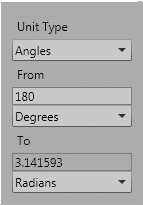 Unit Type
Angles
From
180
Degrees
To
3.141593
Radians